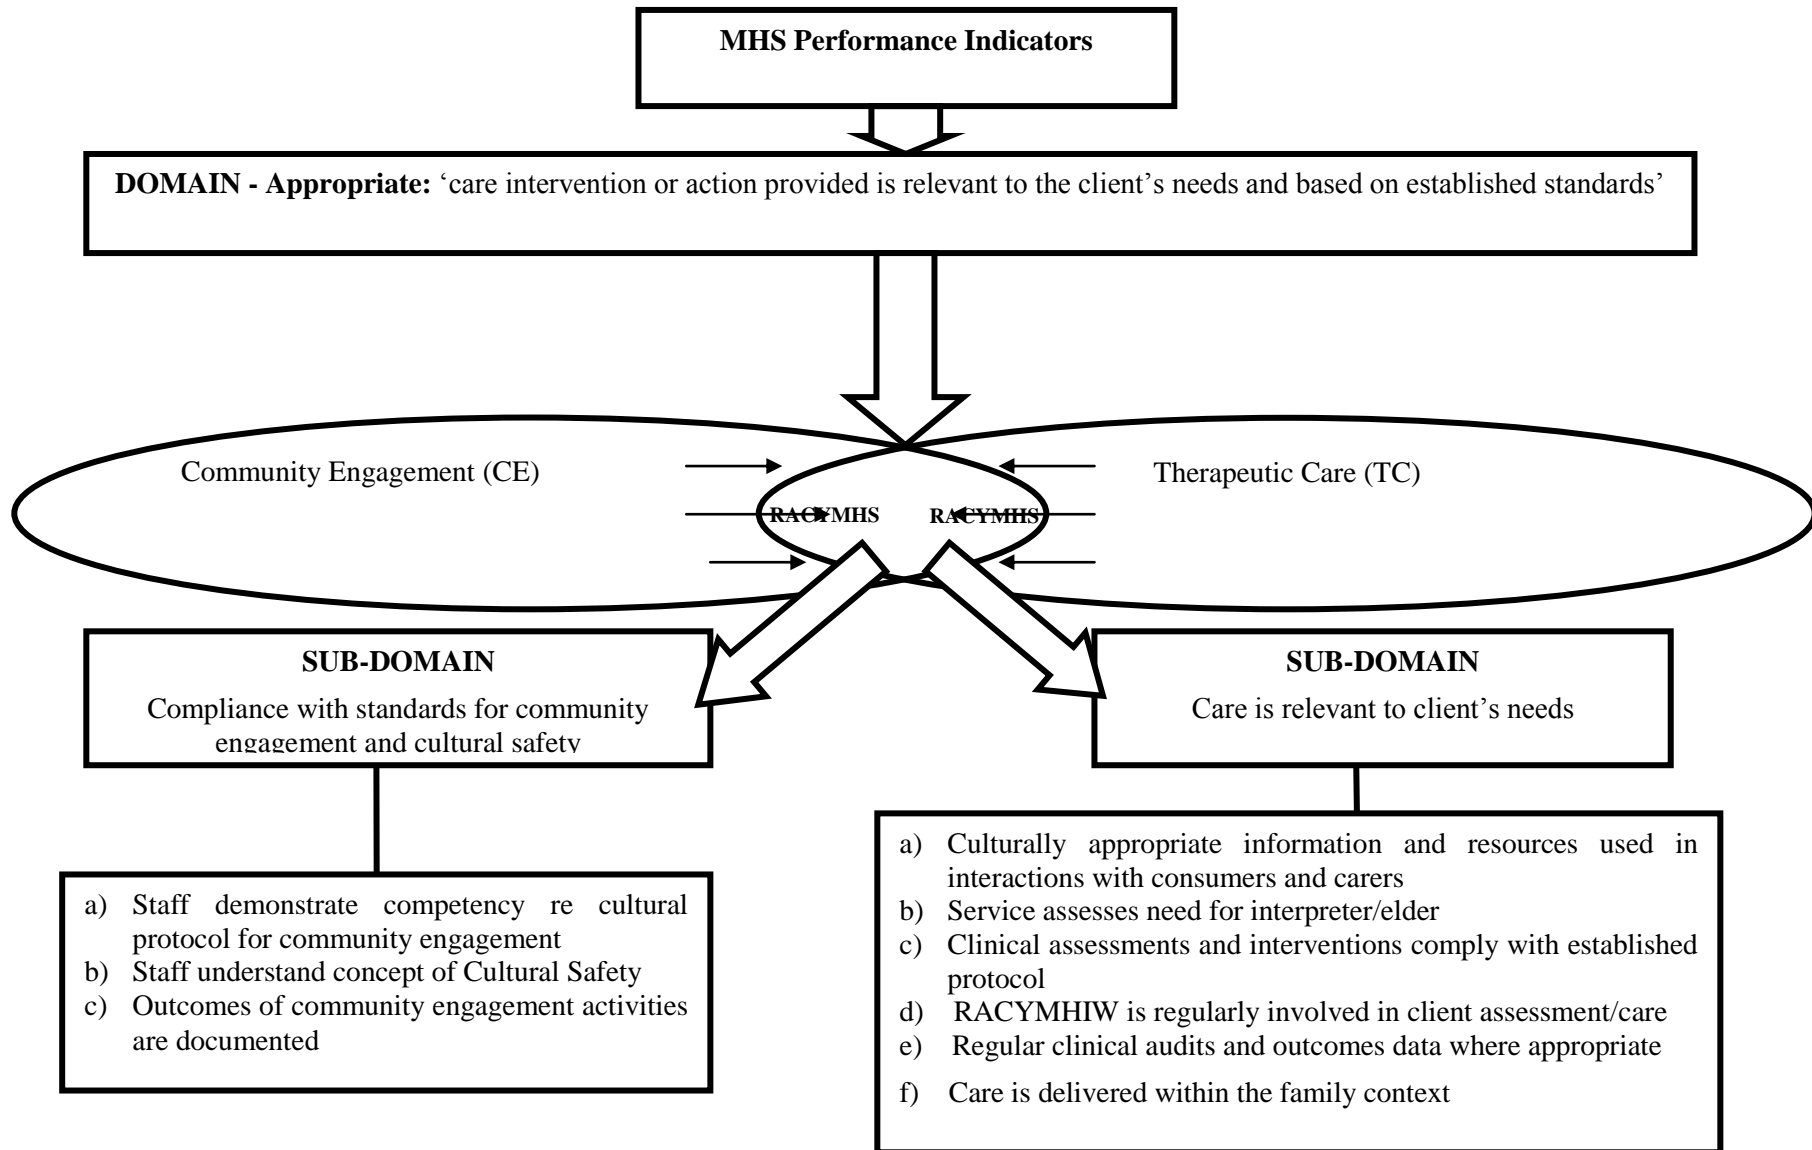 MHS Performance Indicators
DOMAIN - Appropriate: ‘care intervention or action provided is relevant to the client’s needs and based on established standards’
Community Engagement (CE)
Therapeutic Care (TC)
RACYMHS
RACYMHS
SUB-DOMAIN
Compliance with standards for community
engagement and cultural safety
SUB-DOMAIN
Care is relevant to client’s needs
a) Staff demonstrate competency re cultural
protocol for community engagement
b) Staff understand concept of Cultural Safety
c) Outcomes of community engagement activities
are documented
a) Culturally appropriate information and resources used in
interactions with consumers and carers
b) Service assesses need for interpreter/elder
c) Clinical assessments and interventions comply with established
protocol
d) RACYMHIW is regularly involved in client assessment/care
e) Regular clinical audits and outcomes data where appropriate
f) Care is delivered within the family context